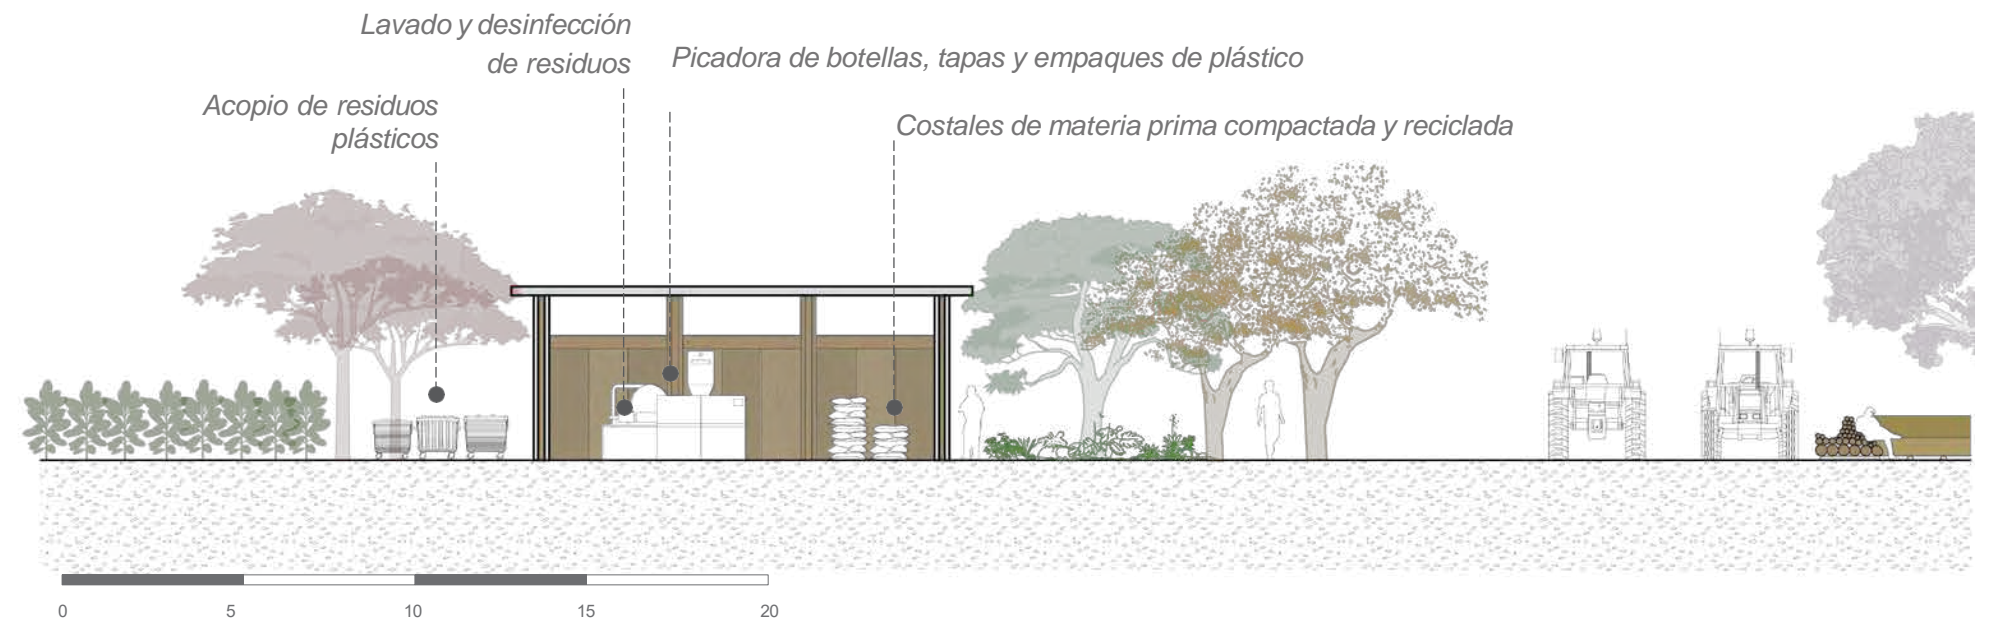 Lavado y desinfección
de residuos
Picadora de botellas, tapas y empaques de plástico
Acopio de residuos
plásticos
Costales de materia prima compactada y reciclada
0 5 10 15 20